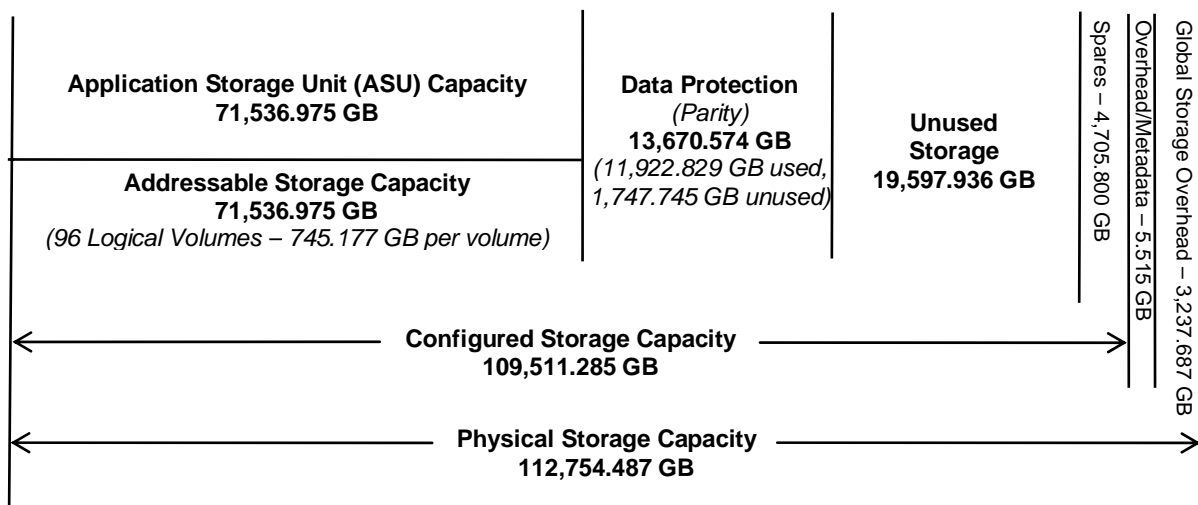 Application Storage Unit (ASU) Capacity
71,536.975 GB
Addressable Storage Capacity
71,536.975 GB
(96 Logical Volumes – 745.177 GB per volume)
Data Protection
(Parity)
13,670.574 GB
(11,922.829 GB used,
1,747.745 GB unused)
Unused
Storage
19,597.936 GB
Spares – 4,705.800 GB
Overhead/Metadata – 5.515 GB
Global Storage Overhead – 3,237.687 GB
Configured Storage Capacity
109,511.285 GB
Physical Storage Capacity
112,754.487 GB